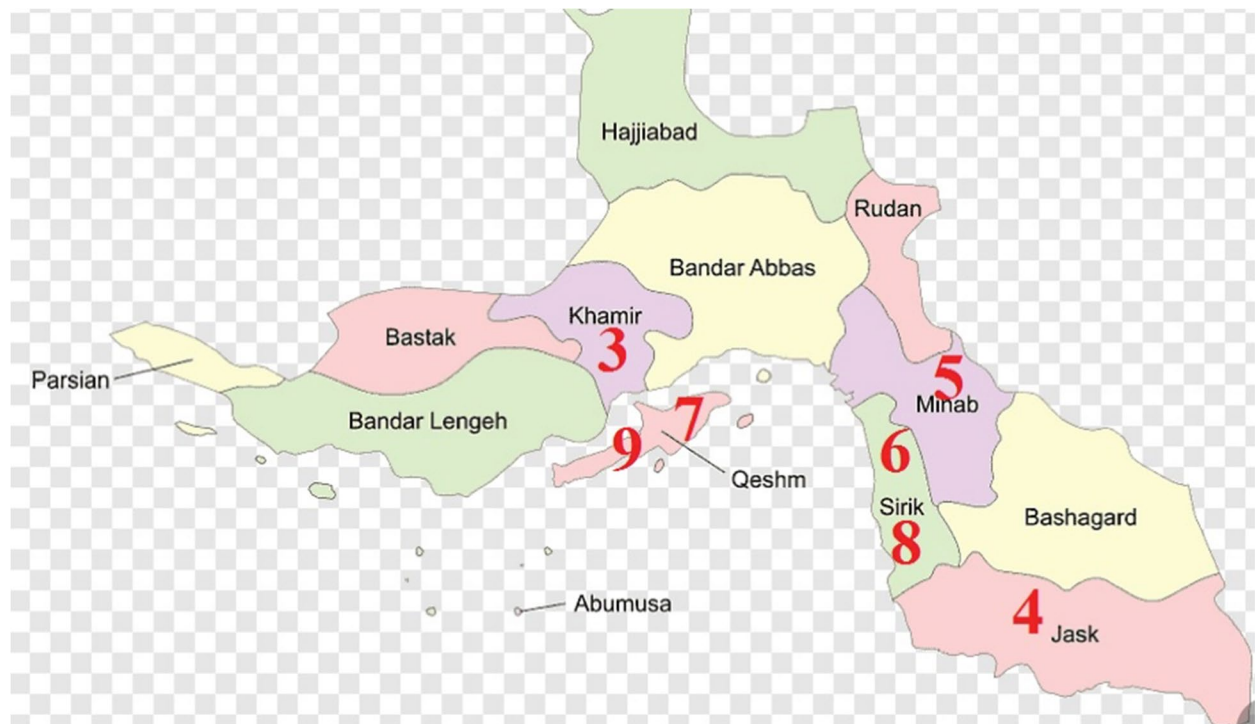 Hajjiabad
Rudan
Bandar Abbas
Khamir
3
Bastak
Parsian
5
Minab
Bandar Lengeh
7
9
6
Qeshm
Sirik
8
Bashagard
Abumusa
4
Jask